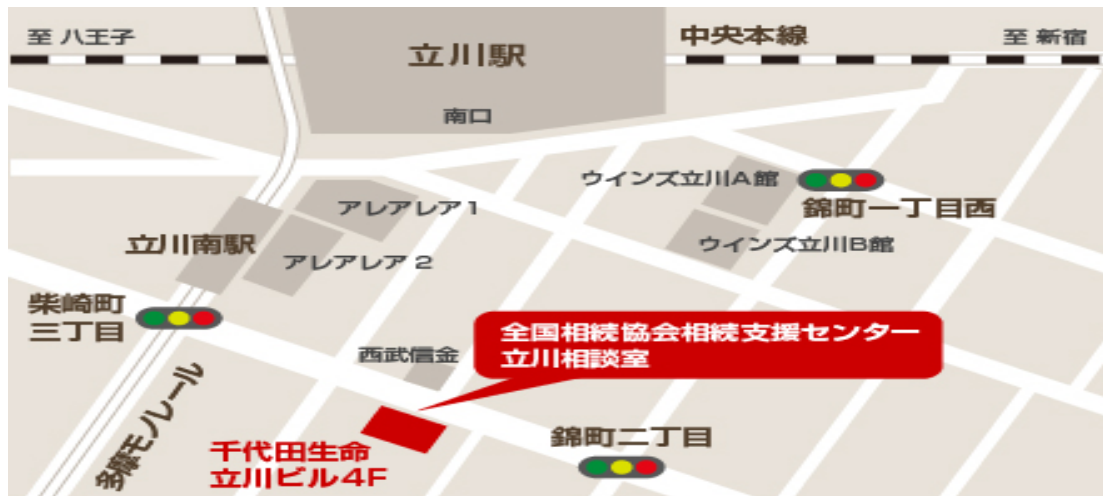 至 八王子
立川駅
中央本線
至 新宿
南口
ウインズ立川A館
錦町一丁目西
アレアレア1
立川南駅
ウインズ立川B館
アレアレア2
柴崎町
三丁目
全国相続協会相続支援センター
立川相談室
西武信金
多摩モノレール
千代田生命
立川ビル4F
錦町二丁目